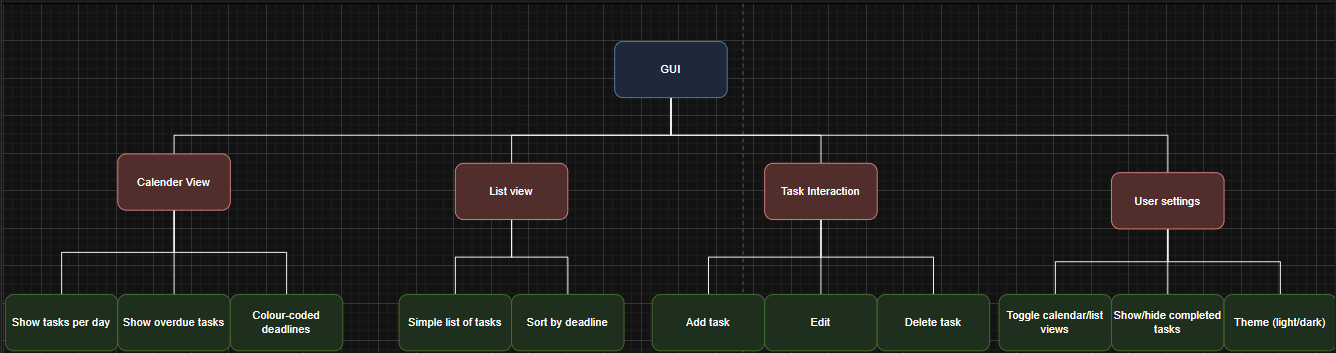 GUI
Calender View
List view
Task Interaction
User settings
Show tasks per day
Show overdue tasks
Colour-coded
deadlines
Simple list of tasks
Sort by deadline
Add task
Edit
Delete task
Toggle calendar/list
views
Show/hide completed
tasks
Theme (light/dark)